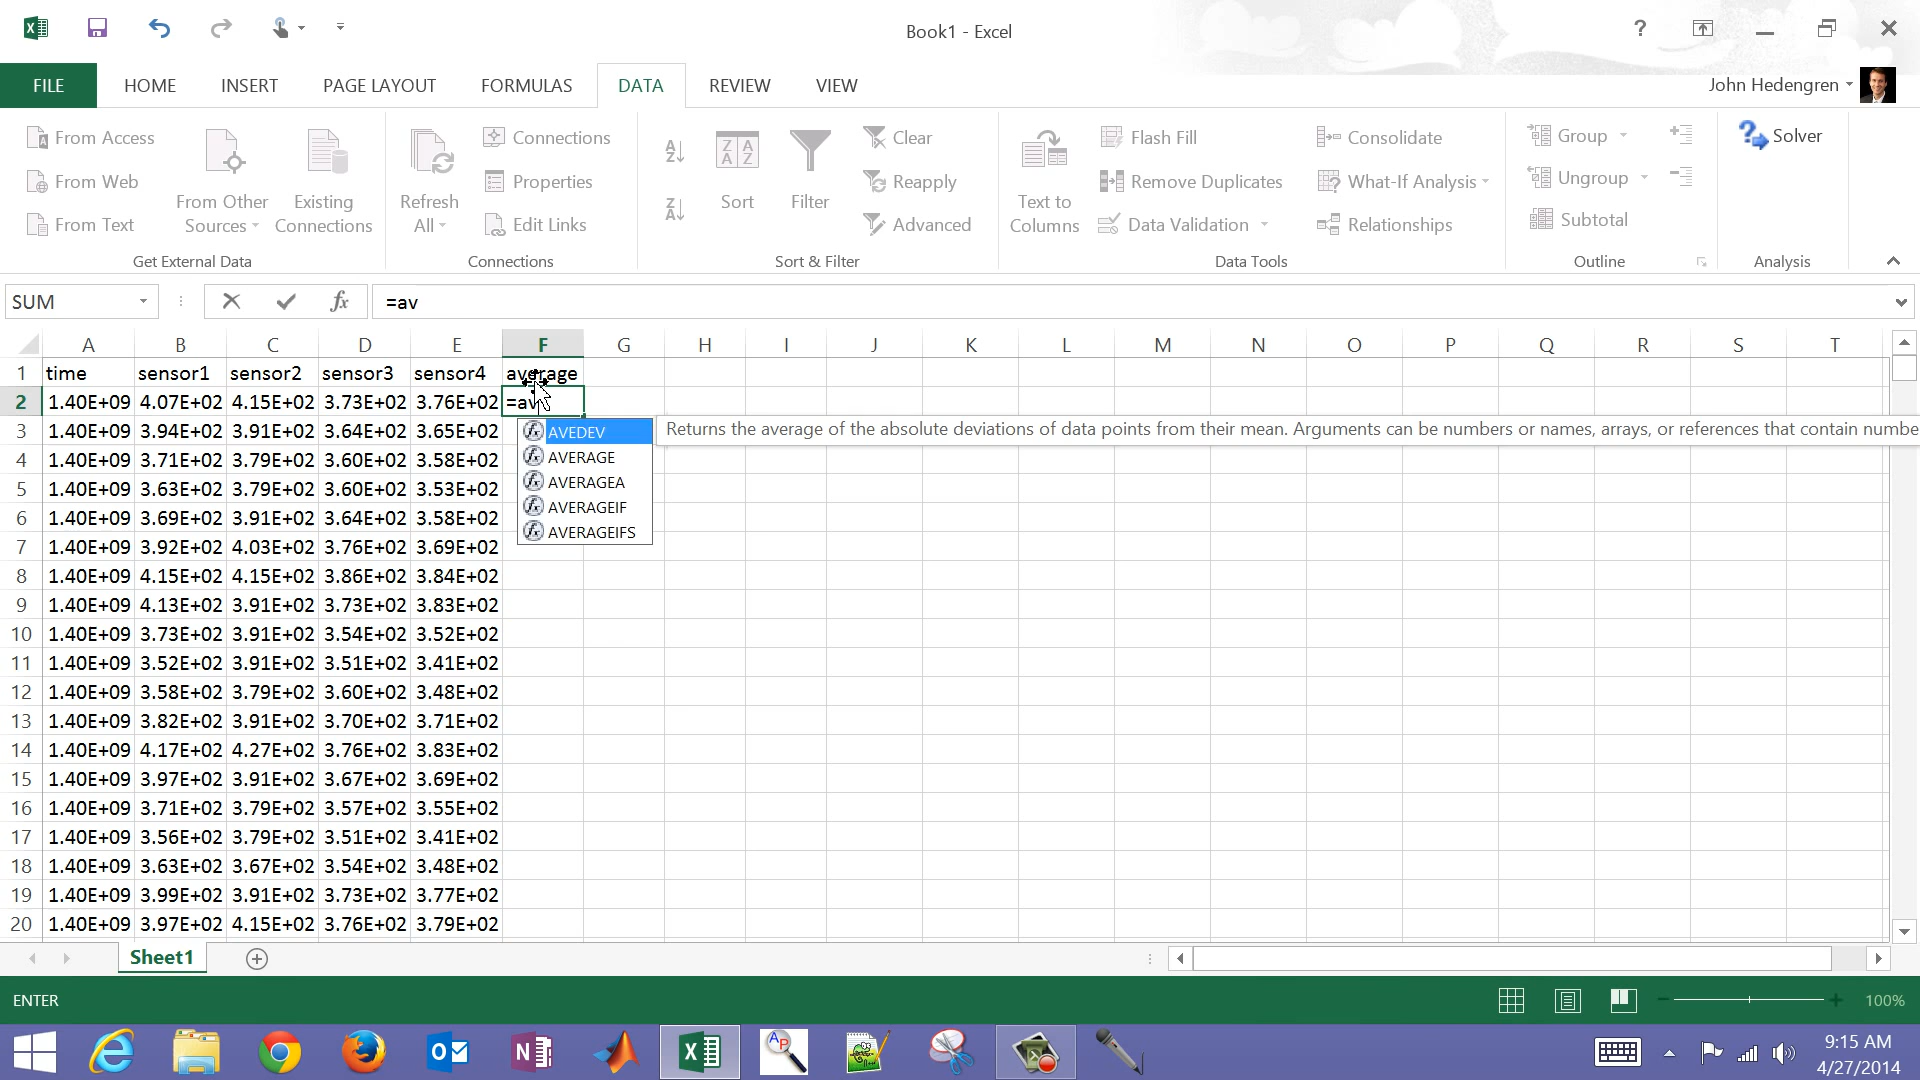 Book1 - Excel
?
FILE HOME INSERT PAGE LAYOUT FORMULAS DATA REVIEW VIEW John Hedengren
From Access
From Web
From Text
From Other Sources
Existing Connections
Get External Data
Refresh All
Connections
Properties
Edit Links
Connections
Sort
Filter
Clear
Reapply
Advanced
Sort & Filter
Text to Columns
Flash Fill
Remove Duplicates
Data Validation
Consolidate
What-If Analysis
Relationships
Data Tools
Group
Ungroup
Subtotal
Outline
Solver
Analysis
SUM fx =av
A B C D E F G H I J K L M N O P Q R S T
1 time sensor1 sensor2 sensor3 sensor4 average
2 1.40E+09 4.07E+02 4.15E+02 3.73E+02 3.76E+02 =av
3 1.40E+09 3.94E+02 3.91E+02 3.64E+02 3.65E+02
4 1.40E+09 3.71E+02 3.79E+02 3.60E+02 3.58E+02
5 1.40E+09 3.63E+02 3.79E+02 3.60E+02 3.53E+02
6 1.40E+09 3.69E+02 3.91E+02 3.64E+02 3.58E+02
7 1.40E+09 3.92E+02 4.03E+02 3.76E+02 3.69E+02
8 1.40E+09 4.15E+02 4.15E+02 3.86E+02 3.84E+02
9 1.40E+09 4.13E+02 3.91E+02 3.73E+02 3.83E+02
10 1.40E+09 3.73E+02 3.91E+02 3.54E+02 3.52E+02
11 1.40E+09 3.52E+02 3.91E+02 3.51E+02 3.41E+02
12 1.40E+09 3.58E+02 3.79E+02 3.60E+02 3.48E+02
13 1.40E+09 3.82E+02 3.91E+02 3.70E+02 3.71E+02
14 1.40E+09 4.17E+02 4.27E+02 3.76E+02 3.83E+02
15 1.40E+09 3.97E+02 3.91E+02 3.67E+02 3.69E+02
16 1.40E+09 3.71E+02 3.79E+02 3.57E+02 3.55E+02
17 1.40E+09 3.56E+02 3.79E+02 3.51E+02 3.41E+02
18 1.40E+09 3.63E+02 3.67E+02 3.54E+02 3.48E+02
19 1.40E+09 3.99E+02 3.91E+02 3.73E+02 3.77E+02
20 1.40E+09 3.97E+02 4.15E+02 3.76E+02 3.79E+02
AVEDEV
AVERAGE
AVERAGEA
AVERAGEIF
AVERAGEIFS
Returns the average of the absolute deviations of data points from their mean. Arguments can be numbers or names, arrays, or references that contain numbe
Sheet1
ENTER 100%
9:15 AM
4/27/2014